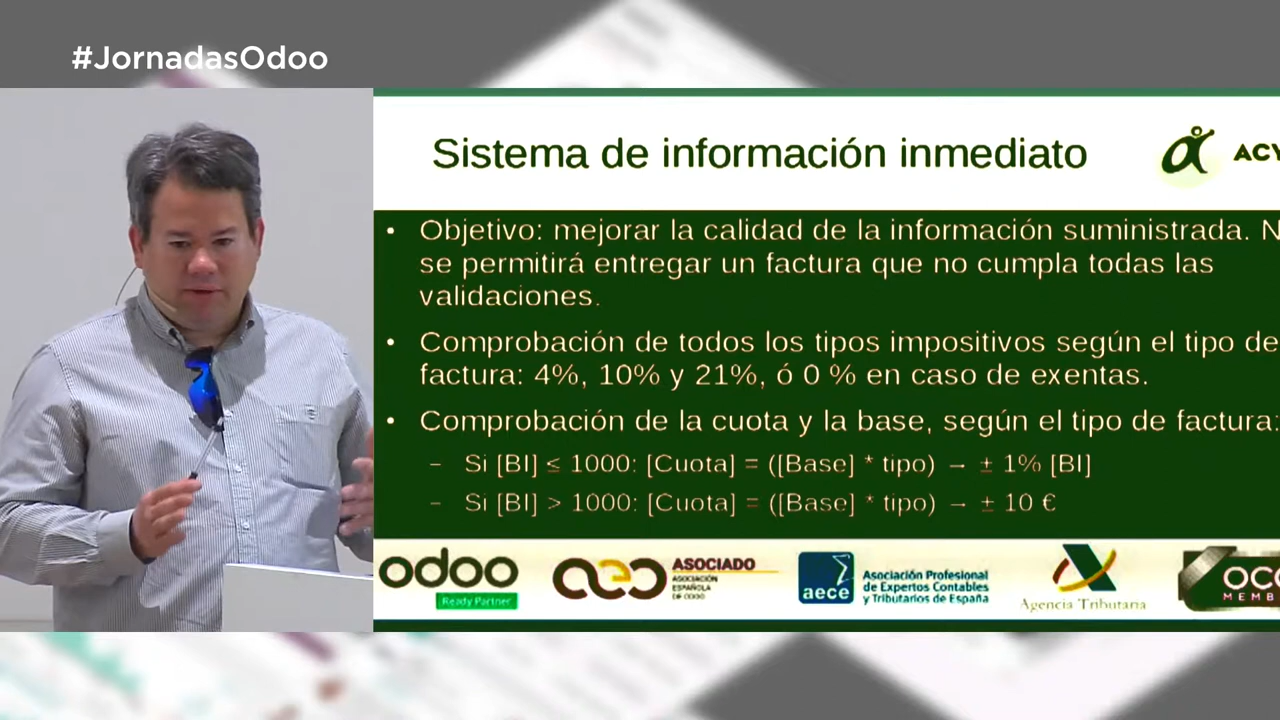 #JornadasOdoo
Sistema de información inmediato
• Objetivo: mejorar la calidad de la información suministrada.
se permitirá entregar un factura que no cumpla todas las
validaciones.
• Comprobación de todos los tipos impositivos según el tipo de
factura: 4%, 10% y 21%, ó 0 % en caso de exentas.
• Comprobación de la cuota y la base, según el tipo de factura:
– Si [BI] ≤ 1000: [Cuota] = ([Base] * tipo) → ± 1% [BI]
– Si [BI] > 1000: [Cuota] = ([Base] * tipo) → ± 10 €
odoo
Ready Partner
aeo
ASOCIADO
ASOCIACIÓN
ESPAÑOLA
DE ODOO
aece
Asociación Profesional
de Expertos Contables
y Tributarios de España
Agencia Tributaria